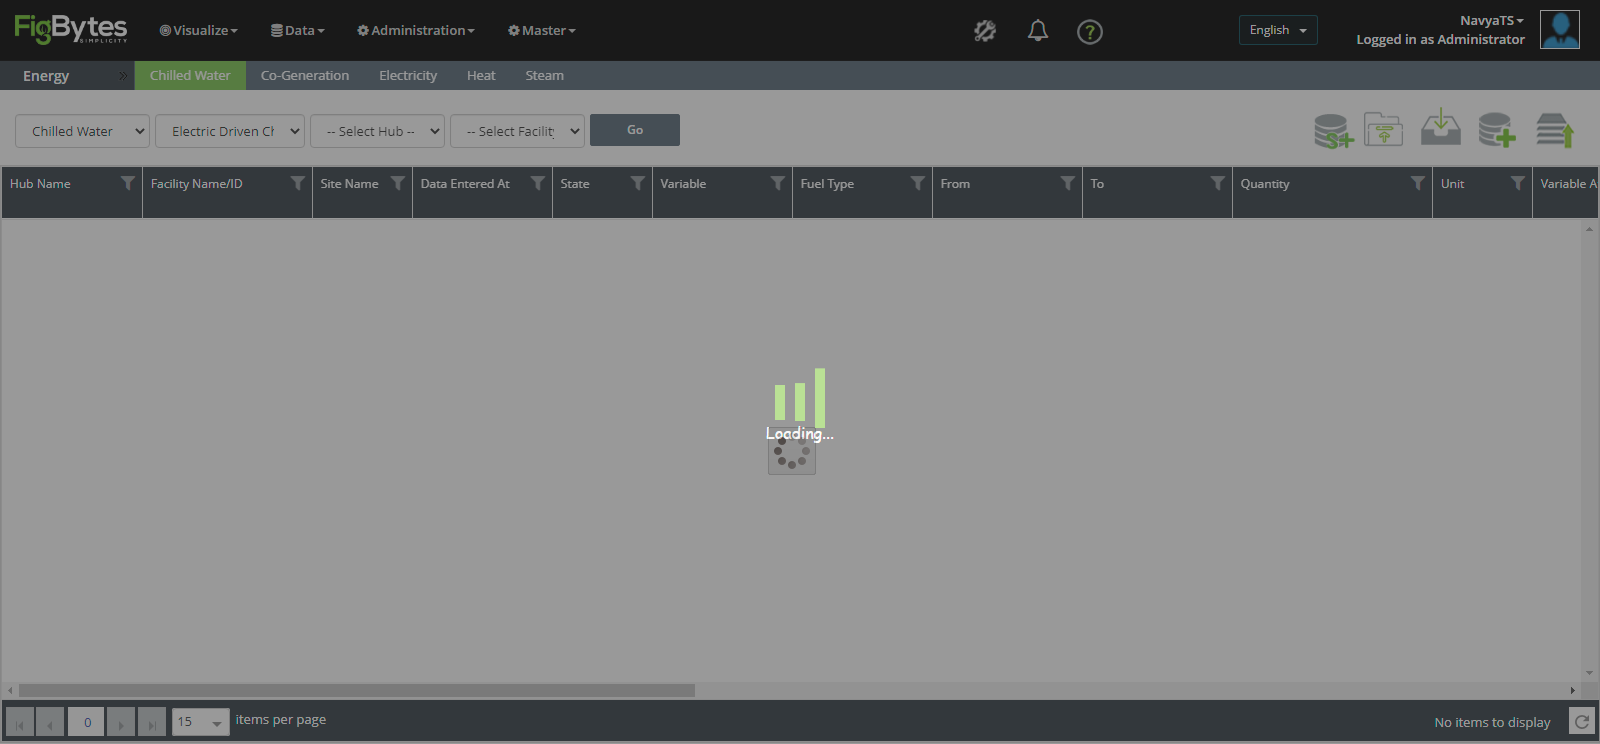 FigBytes
SIMPLICITY
Visualize
Data
Administration
Master
?
English
NavyaTS
Logged in as Administrator
Energy
Chilled Water
Co-Generation
Electricity
Heat
Steam
Chilled Water
Electric Driven Ch
-- Select Hub --
-- Select Facility
Go
S+
Hub Name
Facility Name/ID
Site Name
Data Entered At
State
Variable
Fuel Type
From
To
Quantity
Unit
Variable A
Loading...
0
15
items per page
No items to display